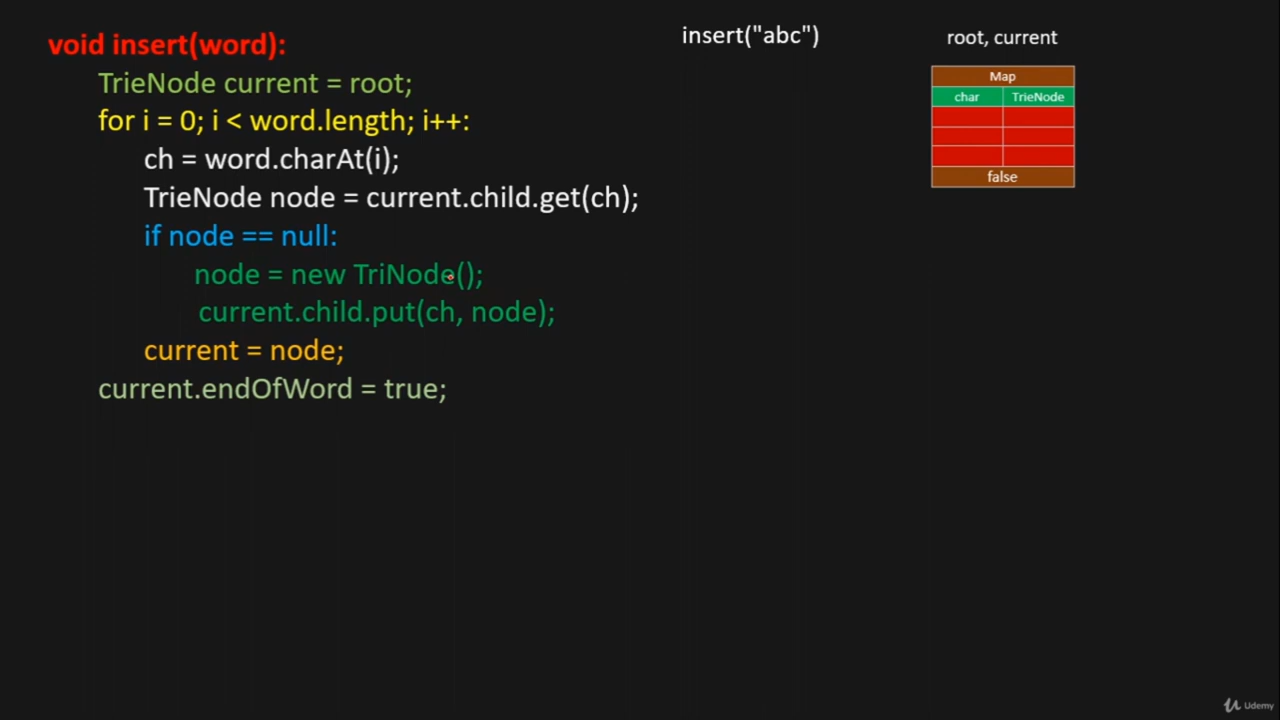 void insert(word):
TrieNode current = root;
for i = 0; i < word.length; i++:
ch = word.charAt(i);
TrieNode node = current.child.get(ch);
if node == null:
node = new TriNode();
current.child.put(ch, node);
current = node;
current.endOfWord = true;
insert("abc")
root, current
Map
char TrieNode
false
Udemy